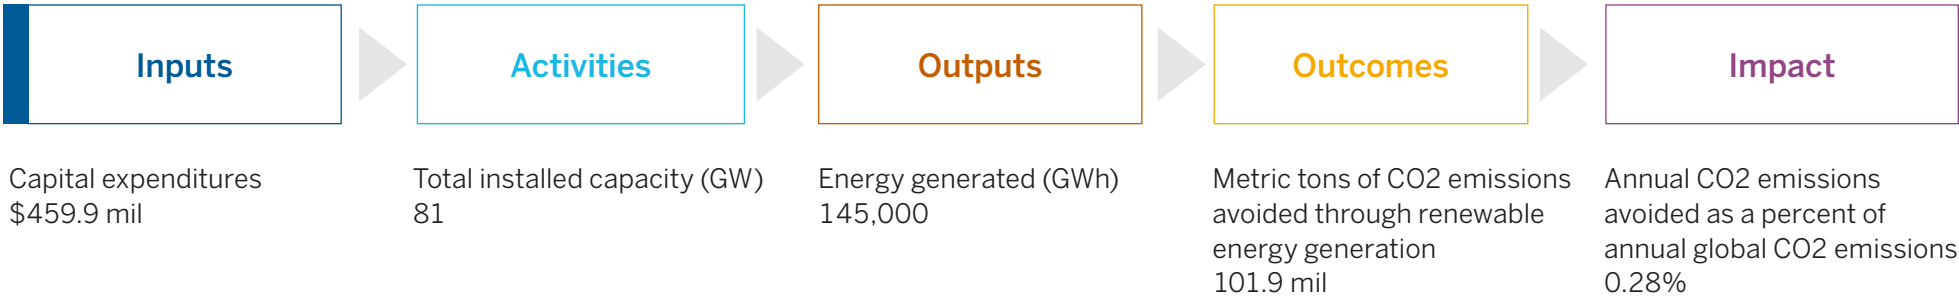 Inputs
Activities
Outputs
Outcomes
Impact
Capital expenditures
$459.9 mil
Total installed capacity (GW)
81
Energy generated (GWh)
145,000
Metric tons of CO2 emissions
avoided through renewable
energy generation
101.9 mil
Annual CO2 emissions
avoided as a percent of
annual global CO2 emissions
0.28%